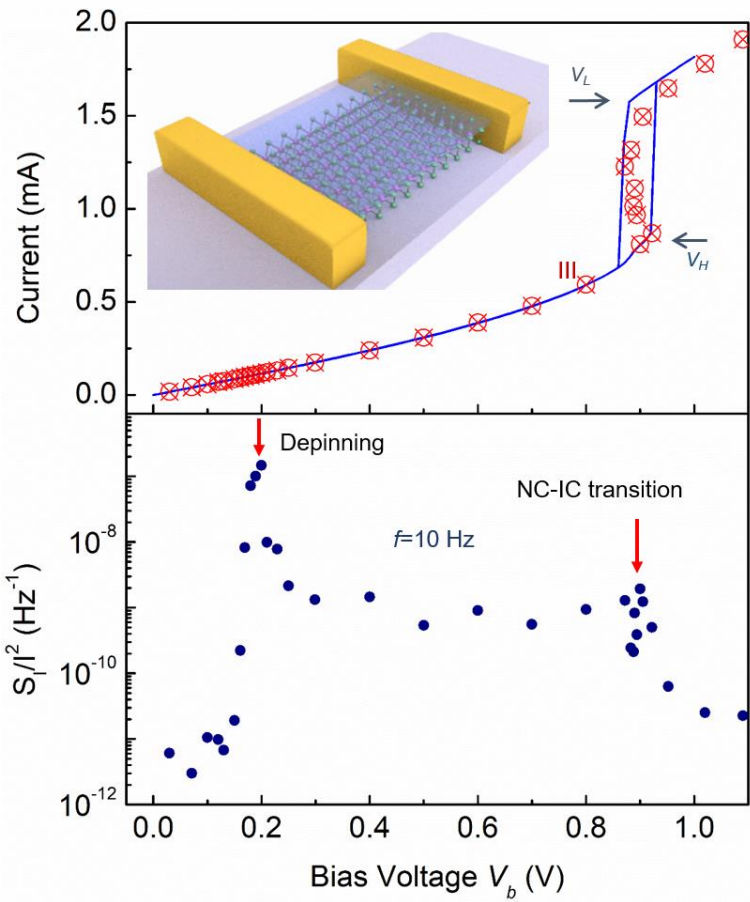 2.0
1.5
1.0
0.5
0.0
Current (mA)
V_L
V_H
III
Depinning
NC-IC transition
f=10 Hz
10^-8
10^-10
10^-12
S_I/I^2 (Hz^-1)
0.0 0.2 0.4 0.6 0.8 1.0
Bias Voltage V_b (V)